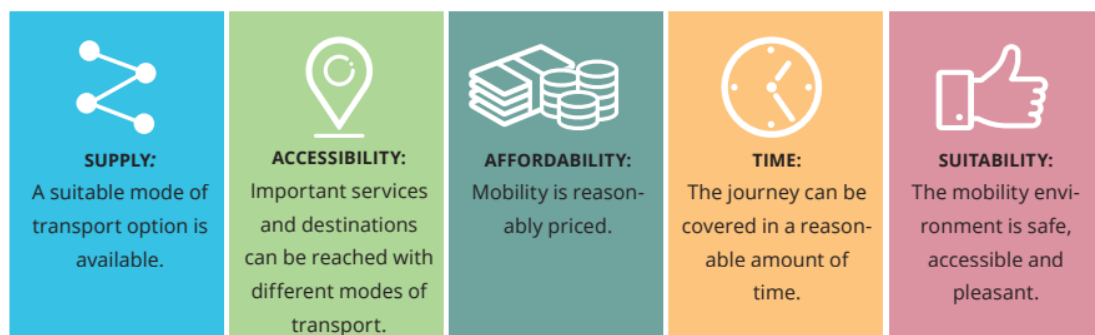 SUPPLY:
A suitable mode of
transport option is
available.
ACCESSIBILITY:
Important services
and destinations
can be reached with
different modes of
transport.
AFFORDABILITY:
Mobility is reason-
ably priced.
TIME:
The journey can be
covered in a reason-
able amount of
time.
SUITABILITY:
The mobility envi-
ronment is safe,
accessible and
pleasant.